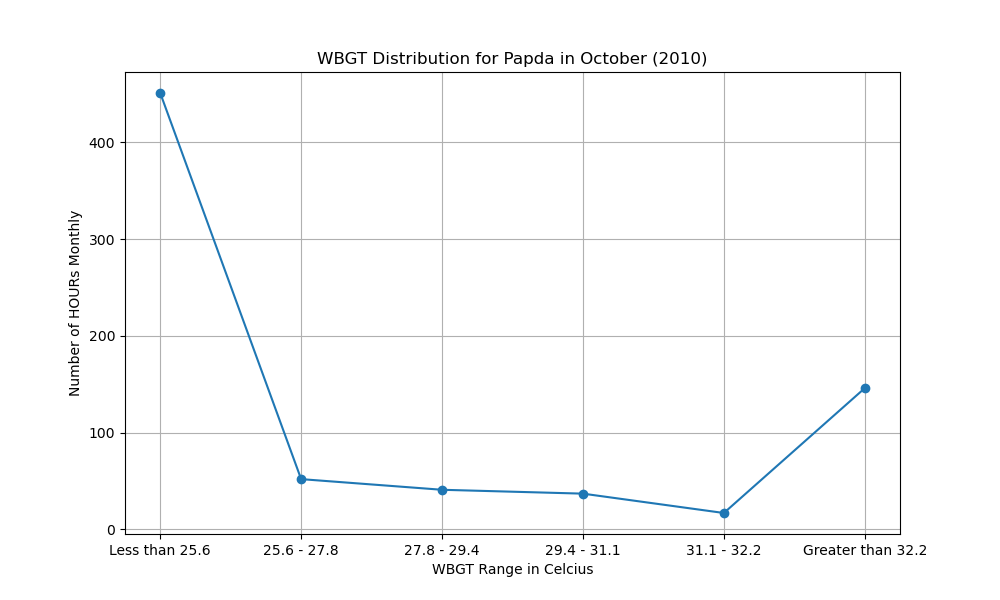 WBGT Distribution for Papda in October (2010)
Number of HOURs Monthly
400
300
200
100
0
Less than 25.6
25.6 - 27.8
27.8 - 29.4
29.4 - 31.1
31.1 - 32.2
Greater than 32.2
WBGT Range in Celcius